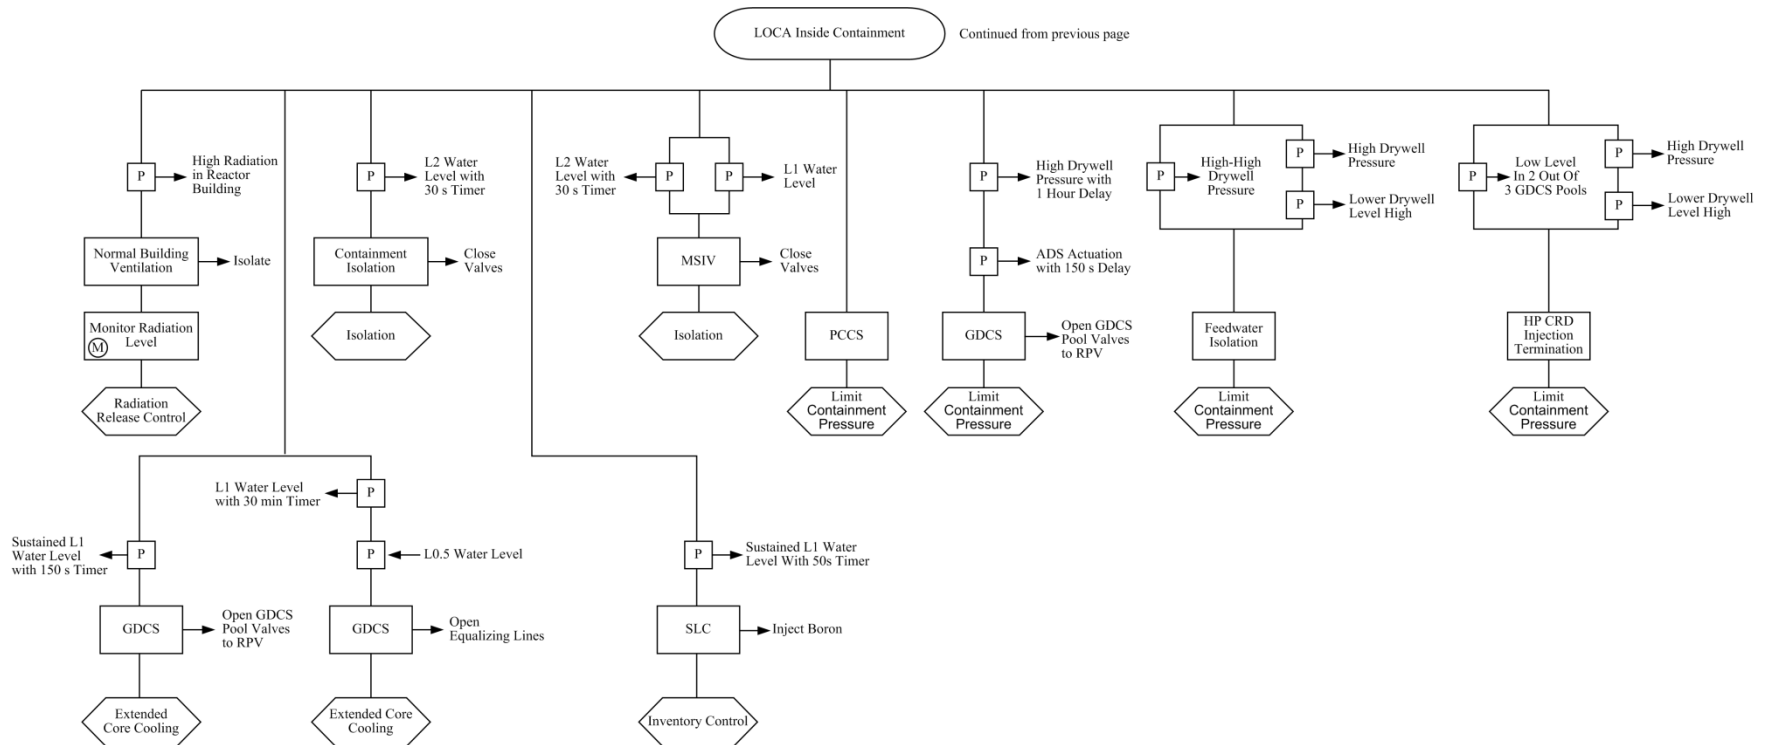 LOCA Inside Containment
Continued from previous page
P
High Radiation
in Reactor
Building
Normal Building
Ventilation
Isolate
Monitor Radiation
Level
M
Radiation
Release Control
P
L2 Water
Level with
30 s Timer
Containment
Isolation
Close
Valves
Isolation
L2 Water
Level with
30 s Timer
P
P
L1 Water
Level
MSIV
Close
Valves
Isolation
PCCS
Limit
Containment
Pressure
P
High Drywell
Pressure with
1 Hour Delay
P
ADS Actuation
with 150 s Delay
GDCS
Open GDCS
Pool Valves
to RPV
Limit
Containment
Pressure
P
High-High
Drywell
Pressure
P
High Drywell
Pressure
P
Lower Drywell
Level High
Feedwater
Isolation
Limit
Containment
Pressure
P
Low Level
In 2 Out Of
3 GDCS Pools
P
High Drywell
Pressure
P
Lower Drywell
Level High
HP CRD
Injection
Termination
Limit
Containment
Pressure
Sustained L1
Water Level
with 150 s Timer
P
GDCS
Open GDCS
Pool Valves
to RPV
Extended
Core Cooling
L1 Water Level
with 30 min Timer
P
P
L0.5 Water Level
GDCS
Open
Equalizing Lines
Extended Core
Cooling
P
Sustained L1 Water
Level With 50s Timer
SLC
Inject Boron
Inventory Control